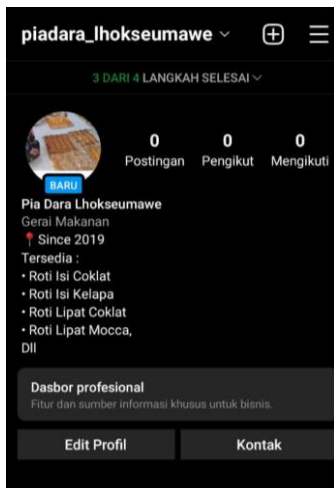 piadara_lhokseumawe
3 DARI 4 LANGKAH SELESAI
0 0 0
Postingan Pengikut Mengikuti
BARU
Pia Dara Lhokseumawe
Gerai Makanan
📍 Since 2019
Tersedia :
• Roti Isi Coklat
• Roti Isi Kelapa
• Roti Lipat Coklat
• Roti Lipat Mocca,
Dll
Dasbor profesional
Fitur dan sumber informasi khusus untuk bisnis.
Edit Profil Kontak